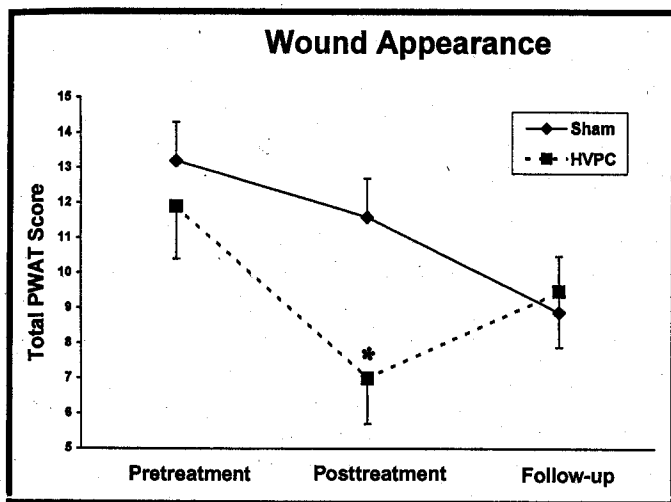 Wound Appearance
Sham
HVPC
Total PWAT Score
15
14
13
12
11
10
9
8
7
6
5
*
Pretreatment Posttreatment Follow-up